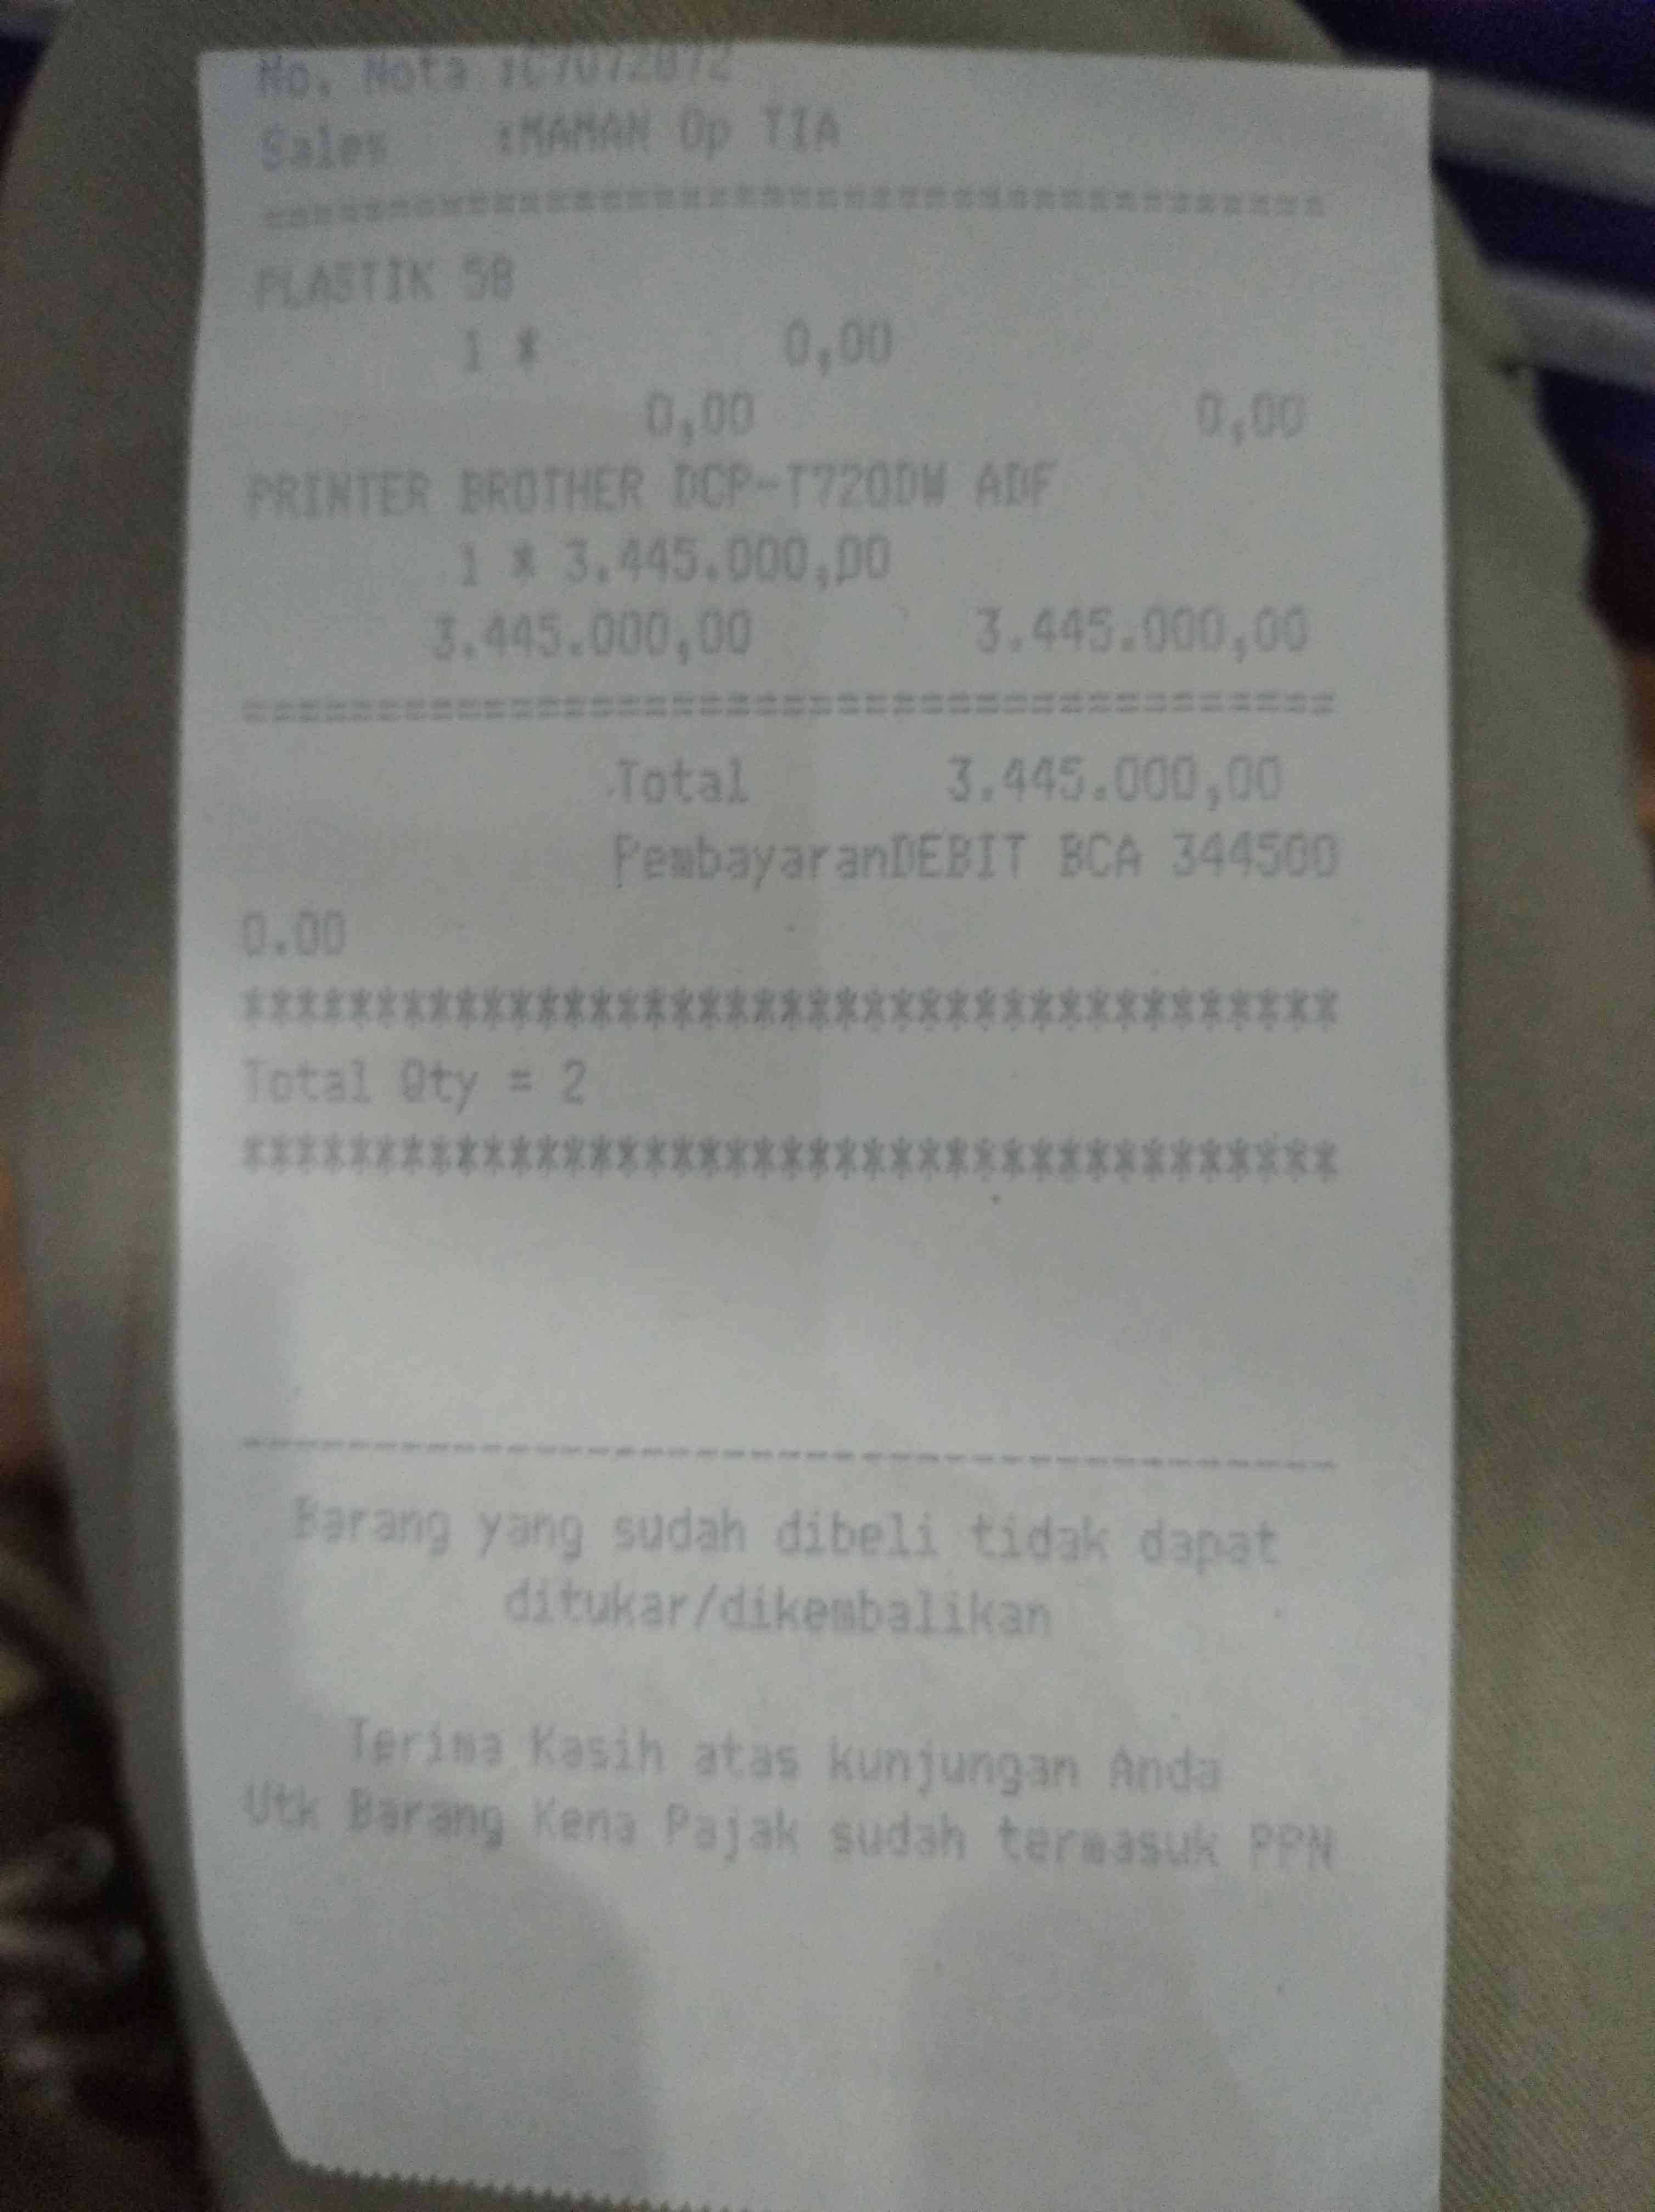 No. Nota :C7072872
Sales :MAMAN Op TIA
========================================
PLASTIK 58
1 * 0,00
0,00 0,00
PRINTER BROTHER DCP-T720DW ADF
1 * 3.445.000,00
3.445.000,00 3.445.000,00
========================================
Total 3.445.000,00
PembayaranDEBIT BCA 344500
0.00
****************************************
Total Qty = 2
****************************************
----------------------------------------
Barang yang sudah dibeli tidak dapat
ditukar/dikembalikan
Terima Kasih atas kunjungan Anda
Utk Barang Kena Pajak sudah termasuk PPN